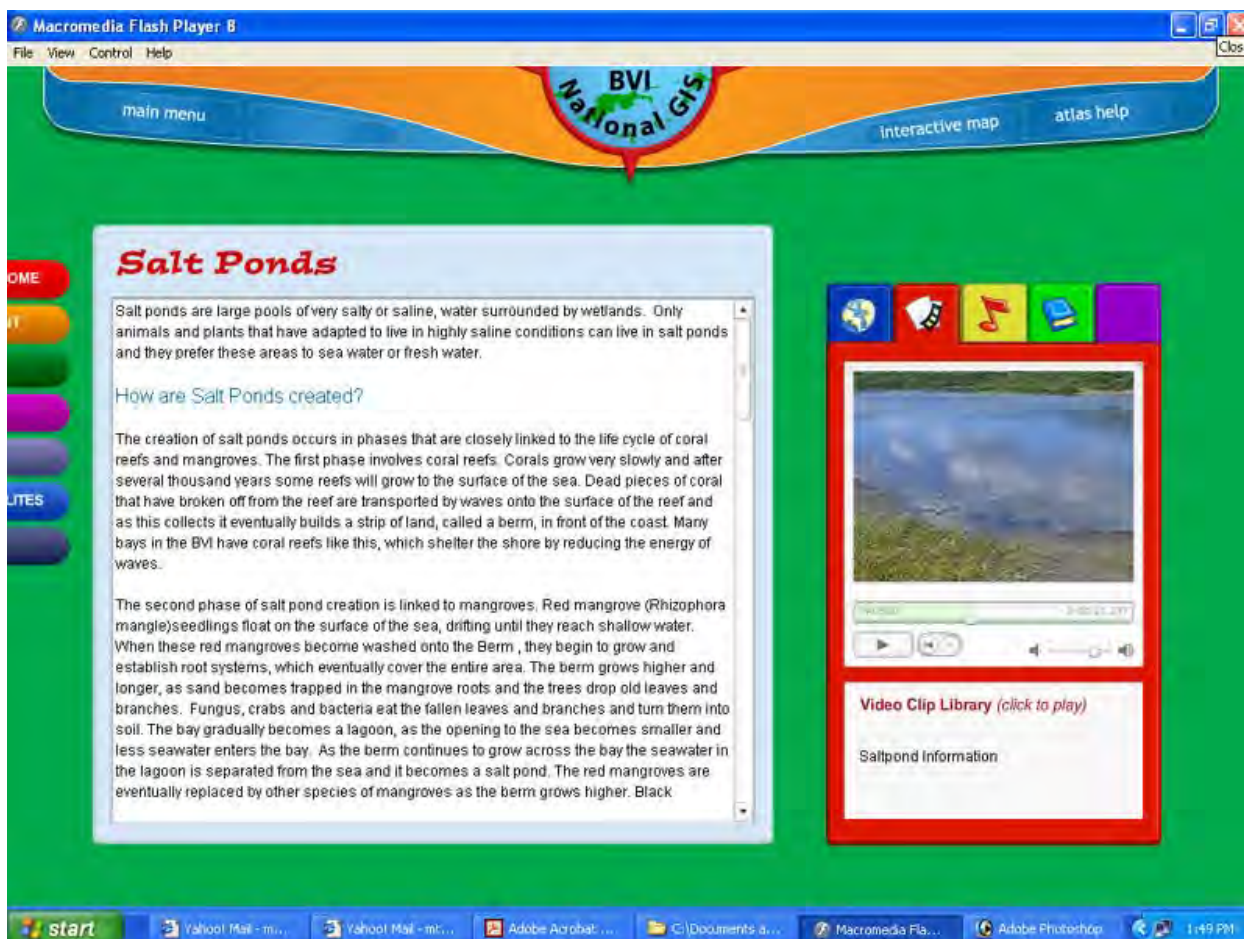 Macromedia Flash Player 8
File View Control Help
Clos
BVI
National GIS
main menu
interactive map
atlas help
OME
LITES
Salt Ponds
Salt ponds are large pools of very salty or saline, water surrounded by wetlands. Only
animals and plants that have adapted to live in highly saline conditions can live in salt ponds
and they prefer these areas to sea water or fresh water.
How are Salt Ponds created?
The creation of salt ponds occurs in phases that are closely linked to the life cycle of coral
reefs and mangroves. The first phase involves coral reefs. Corals grow very slowly and after
several thousand years some reefs will grow to the surface of the sea. Dead pieces of coral
that have broken off from the reef are transported by waves onto the surface of the reef and
as this collects it eventually builds a strip of land, called a berm, in front of the coast. Many
bays in the BVI have coral reefs like this, which shelter the shore by reducing the energy of
waves.
The second phase of salt pond creation is linked to mangroves. Red mangrove (Rhizophora
mangle)seedlings float on the surface of the sea, drifting until they reach shallow water.
When these red mangroves become washed onto the Berm , they begin to grow and
establish root systems, which eventually cover the entire area. The berm grows higher and
longer, as sand becomes trapped in the mangrove roots and the trees drop old leaves and
branches. Fungus, crabs and bacteria eat the fallen leaves and branches and turn them into
soil. The bay gradually becomes a lagoon, as the opening to the sea becomes smaller and
less seawater enters the bay. As the berm continues to grow across the bay the seawater in
the lagoon is separated from the sea and it becomes a salt pond. The red mangroves are
eventually replaced by other species of mangroves as the berm grows higher. Black
Video Clip Library (click to play)
Saltpond Information
start
Yahoo! Mail - m...
Yahoo! Mail - mt...
Adobe Acrobat ...
C:\Documents a...
Macromedia Fla...
Adobe Photoshop
1:49 PM